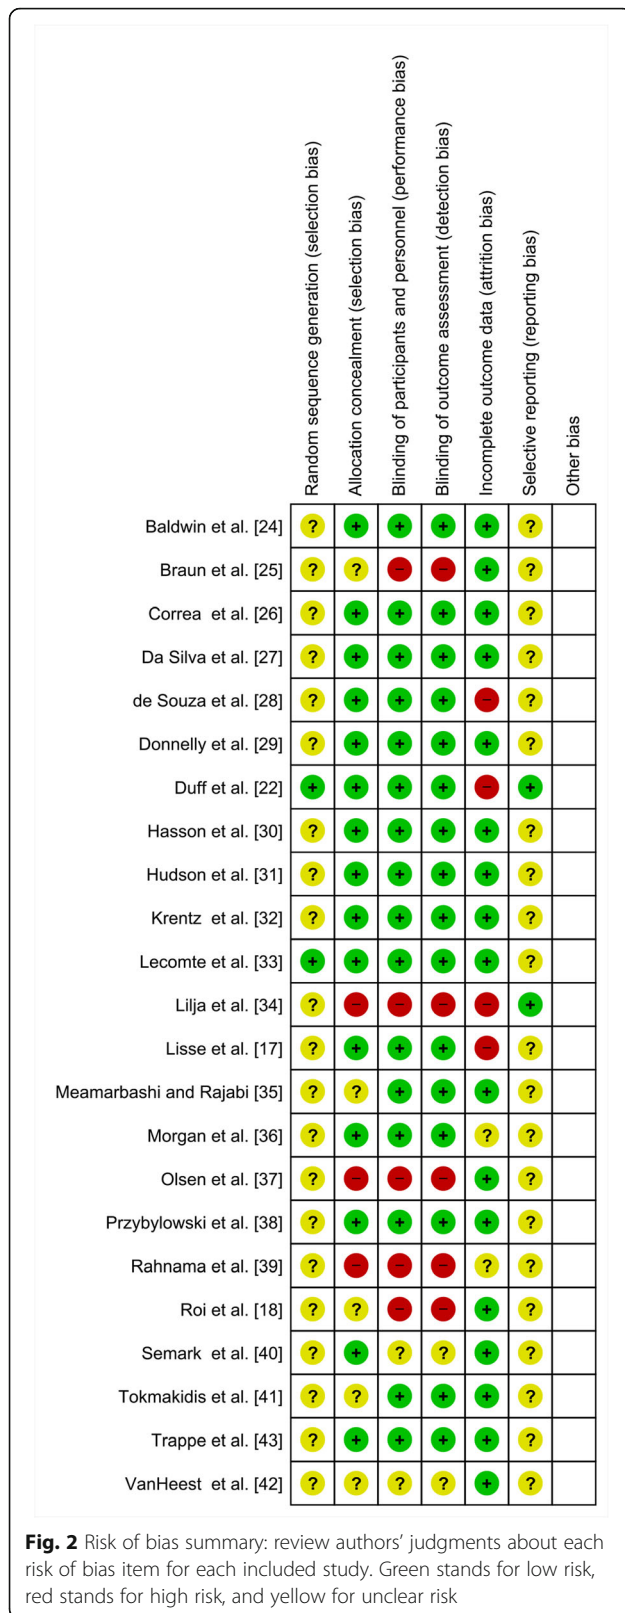 Random sequence generation (selection bias)
Allocation concealment (selection bias)
Blinding of participants and personnel (performance bias)
Blinding of outcome assessment (detection bias)
Incomplete outcome data (attrition bias)
Selective reporting (reporting bias)
Other bias
Baldwin et al. [24] ? + + + + ?
Braun et al. [25] ? ? − − + ?
Correa et al. [26] ? + + + + ?
Da Silva et al. [27] ? + + + + ?
de Souza et al. [28] ? + + + − ?
Donnelly et al. [29] ? + + + + ?
Duff et al. [22] + + + + − +
Hasson et al. [30] ? + + + + ?
Hudson et al. [31] ? + + + + ?
Krentz et al. [32] ? + + + + ?
Lecomte et al. [33] + + + + + ?
Lilja et al. [34] ? − − − − +
Lisse et al. [17] ? + + + − ?
Meamarbashi and Rajabi [35] ? ? + + + ?
Morgan et al. [36] ? + + + ? ?
Olsen et al. [37] ? − − − + ?
Przybylowski et al. [38] ? + + + + ?
Rahnama et al. [39] ? − − − ? ?
Roi et al. [18] ? ? − − + ?
Semark et al. [40] ? + ? ? + ?
Tokmakidis et al. [41] ? ? + + + ?
Trappe et al. [43] ? + + + + ?
VanHeest et al. [42] ? ? ? ? + ?
Fig. 2 Risk of bias summary: review authors’ judgments about each
risk of bias item for each included study. Green stands for low risk,
red stands for high risk, and yellow for unclear risk